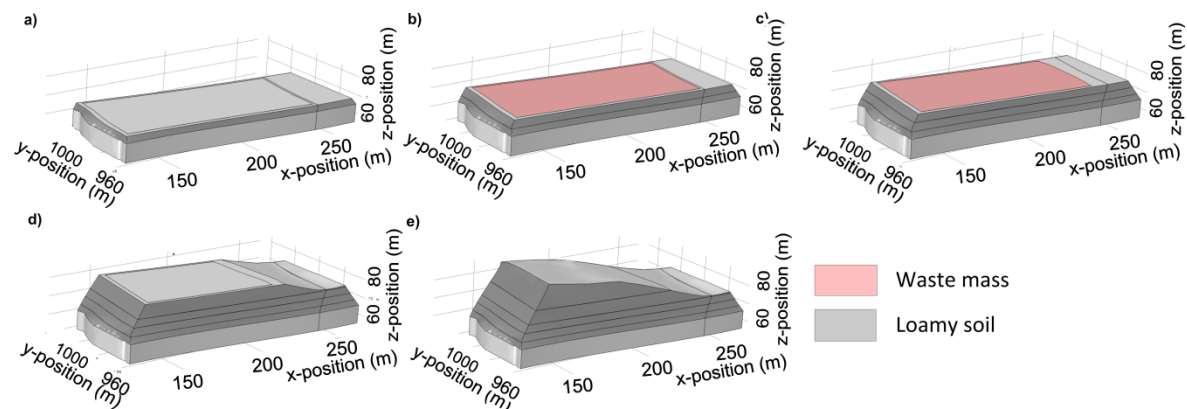 a)
80
60
z-position (m)
1000
960
y-position (m)
150
200
250
x-position (m)
b)
80
60
z-position (m)
1000
960
y-position (m)
150
200
250
x-position (m)
c)
80
60
z-position (m)
1000
960
y-position (m)
150
200
250
x-position (m)
d)
80
60
z-position (m)
1000
960
y-position (m)
150
200
250
x-position (m)
e)
80
60
z-position (m)
1000
960
y-position (m)
150
200
250
x-position (m)
Waste mass
Loamy soil